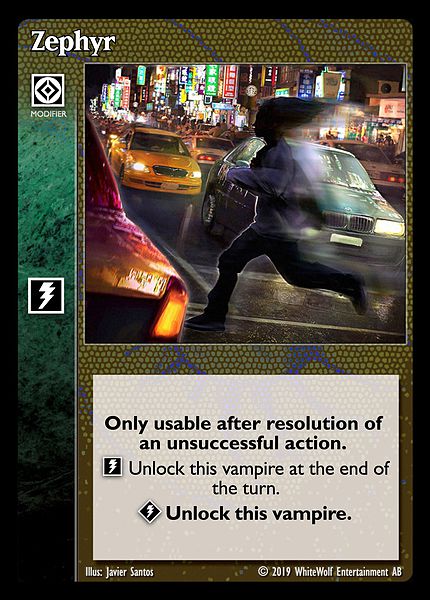 Zephyr
MODIFIER
Only usable after resolution of
an unsuccessful action.
Unlock this vampire at the end of
the turn.
Unlock this vampire.
Illus: Javier Santos © 2019 WhiteWolf Entertainment AB